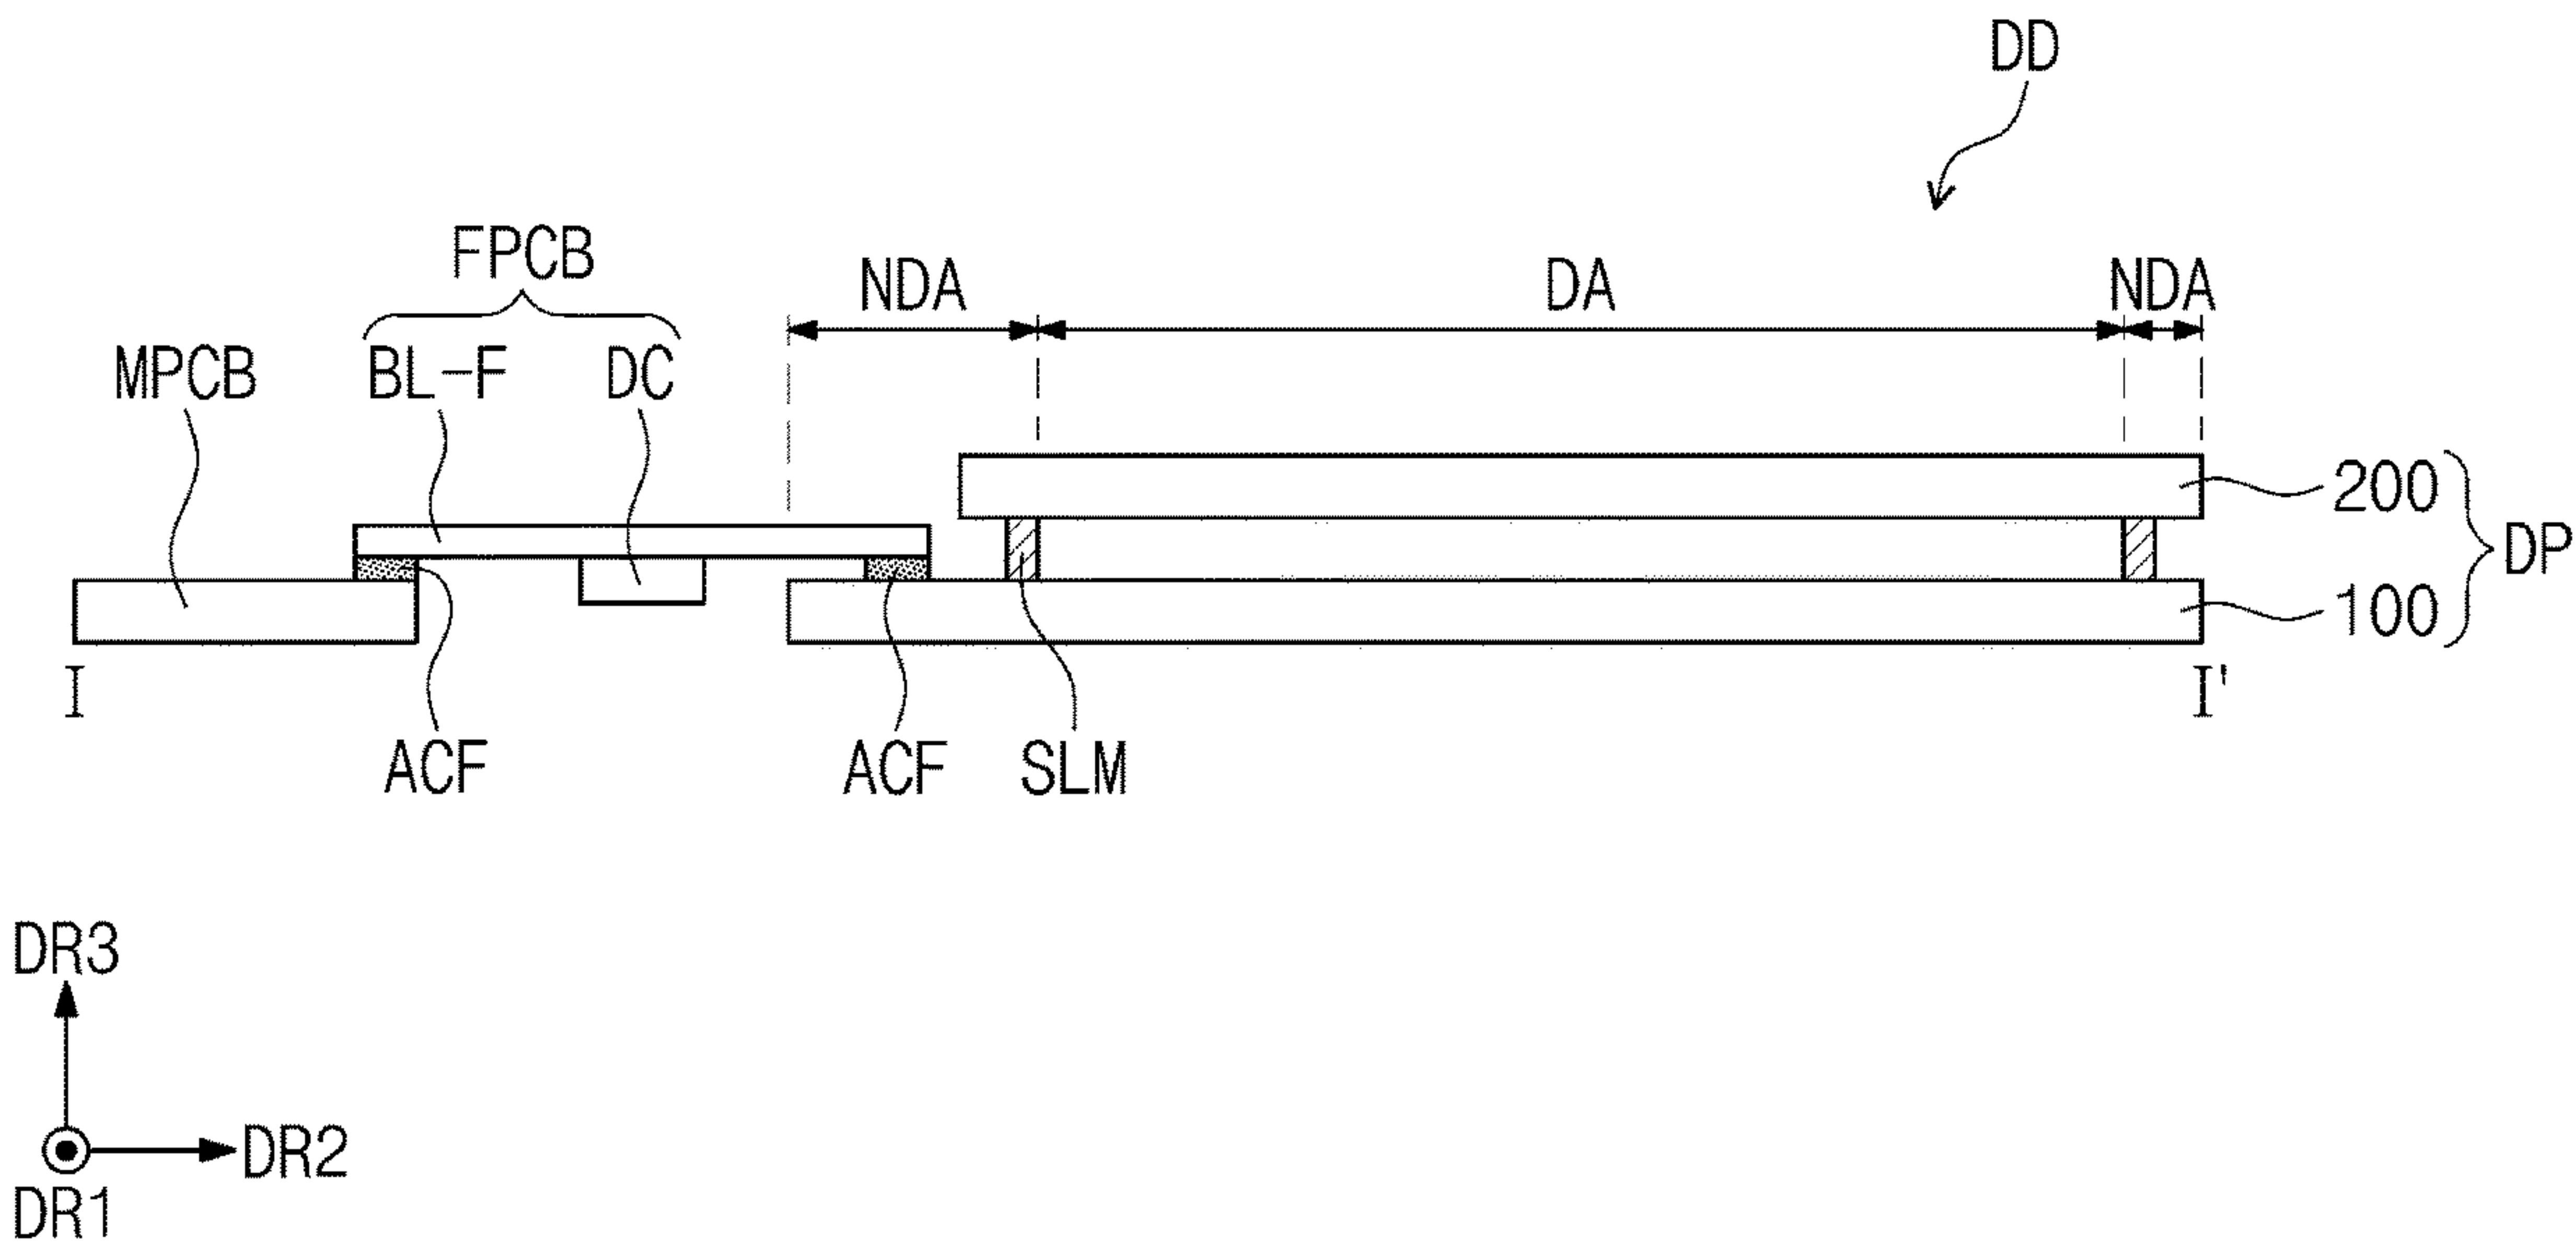 DD
FPCB
NDA DA NDA
MPCB BL-F DC
200
DP
100
I I'
ACF ACF SLM
DR3
DR2
DR1